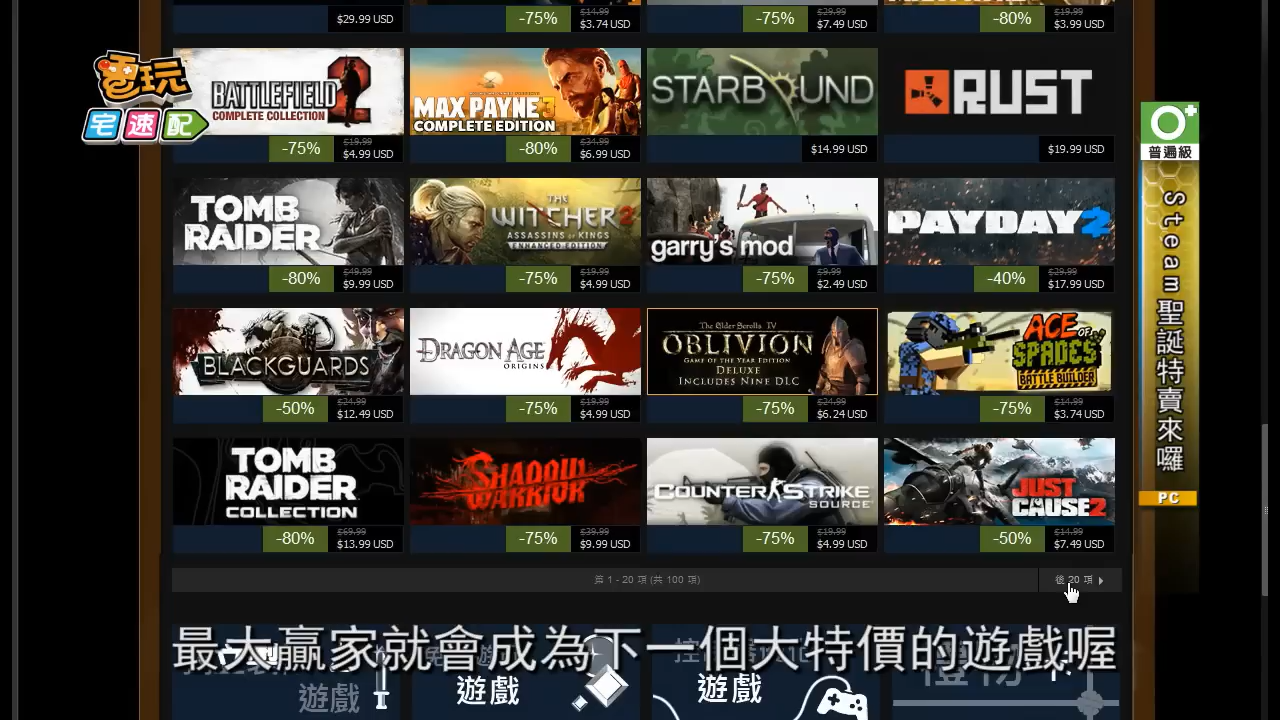 $29.99 USD
-75% $14.99 $3.74 USD
-75% $29.99 $7.49 USD
-80% $19.99 $3.99 USD
電玩
宅速配
BATTLEFIELD 2
COMPLETE COLLECTION
-75% $19.99 $4.99 USD
MAX PAYNE 3
COMPLETE EDITION
-80% $34.99 $6.99 USD
STARBOUND
$14.99 USD
RUST
$19.99 USD
普遍級
Steam聖誕特賣來囉
PC
TOMB
RAIDER
-80% $49.99 $9.99 USD
THE
WITCHER 2
ASSASSINS OF KINGS
ENHANCED EDITION
-75% $19.99 $4.99 USD
garry's mod
-75% $9.99 $2.49 USD
PAYDAY 2
-40% $29.99 $17.99 USD
BLACKGUARDS
-50% $24.99 $12.49 USD
DRAGON AGE
ORIGINS
-75% $19.99 $4.99 USD
The Elder Scrolls IV
OBLIVION
GAME OF THE YEAR EDITION
DELUXE
INCLUDES NINE DLC
-75% $24.99 $6.24 USD
ACE OF
SPADES
BATTLE BUILDER
-75% $14.99 $3.74 USD
TOMB
RAIDER
COLLECTION
-80% $69.99 $13.99 USD
SHADOW
WARRIOR
-75% $39.99 $9.99 USD
COUNTER STRIKE
SOURCE
-75% $19.99 $4.99 USD
JUST
CAUSE 2
-50% $14.99 $7.49 USD
第 1 - 20 項 (共 100 項)
後 20 項
最大贏家就會成為下一個大特價的遊戲喔
遊戲
遊戲
遊戲